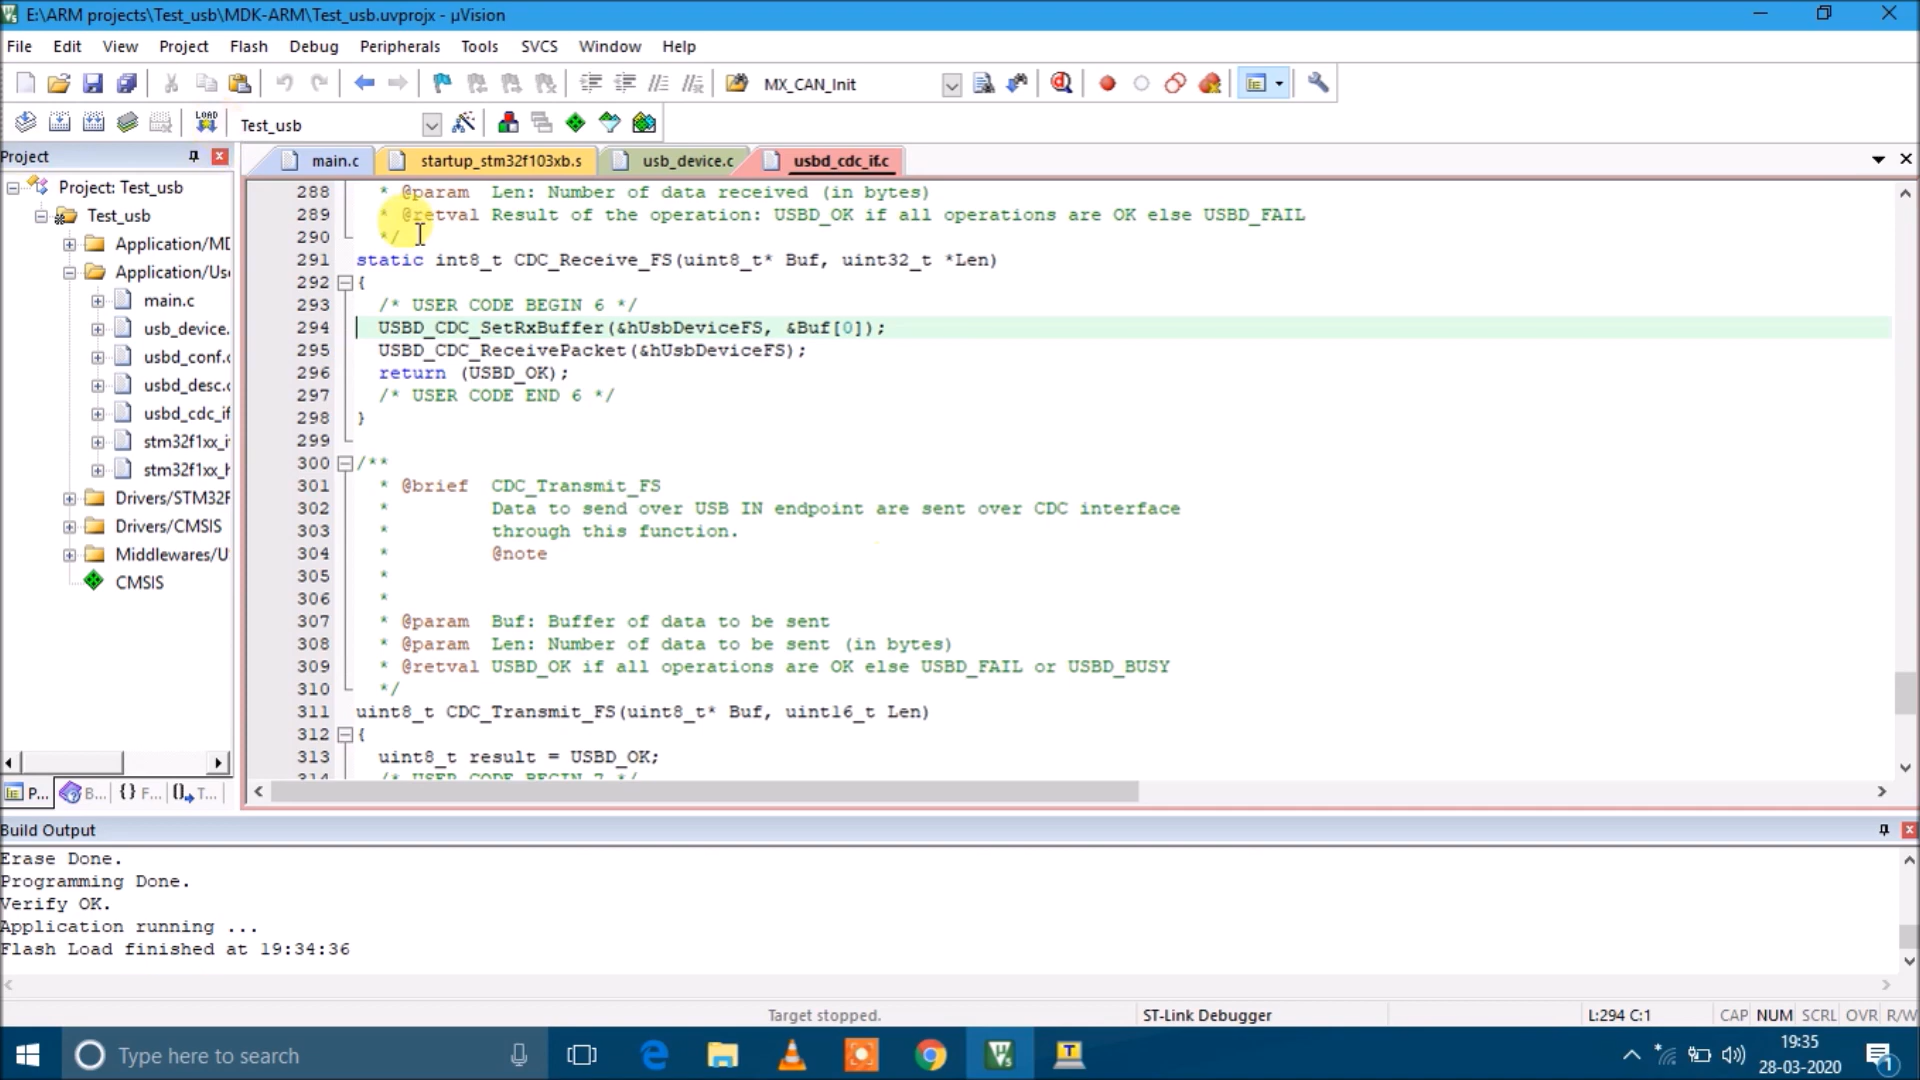 E:\ARM projects\Test_usb\MDK-ARM\Test_usb.uvprojx - µVision
File Edit View Project Flash Debug Peripherals Tools SVCS Window Help
MX_CAN_Init
LOAD Test_usb
Project
main.c startup_stm32f103xb.s usb_device.c usbd_cdc_if.c
Project: Test_usb
Test_usb
Application/MD
Application/Use
main.c
usb_device.
usbd_conf.c
usbd_desc.c
usbd_cdc_if
stm32f1xx_i
stm32f1xx_h
Drivers/STM32F
Drivers/CMSIS
Middlewares/U
CMSIS
P... B... {} F... T...
288 * @param Len: Number of data received (in bytes)
289 * @retval Result of the operation: USBD_OK if all operations are OK else USBD_FAIL
290 */
291 static int8_t CDC_Receive_FS(uint8_t* Buf, uint32_t *Len)
292 {
293 /* USER CODE BEGIN 6 */
294 USBD_CDC_SetRxBuffer(&hUsbDeviceFS, &Buf[0]);
295 USBD_CDC_ReceivePacket(&hUsbDeviceFS);
296 return (USBD_OK);
297 /* USER CODE END 6 */
298 }
299
300 /**
301 * @brief CDC_Transmit_FS
302 * Data to send over USB IN endpoint are sent over CDC interface
303 * through this function.
304 * @note
305 *
306 *
307 * @param Buf: Buffer of data to be sent
308 * @param Len: Number of data to be sent (in bytes)
309 * @retval USBD_OK if all operations are OK else USBD_FAIL or USBD_BUSY
310 */
311 uint8_t CDC_Transmit_FS(uint8_t* Buf, uint16_t Len)
312 {
313 uint8_t result = USBD_OK;
314 /* USER CODE BEGIN 7 */
Build Output
Erase Done.
Programming Done.
Verify OK.
Application running ...
Flash Load finished at 19:34:36
Target stopped. ST-Link Debugger L:294 C:1 CAP NUM SCRL OVR R/W
Type here to search
19:35
28-03-2020
1